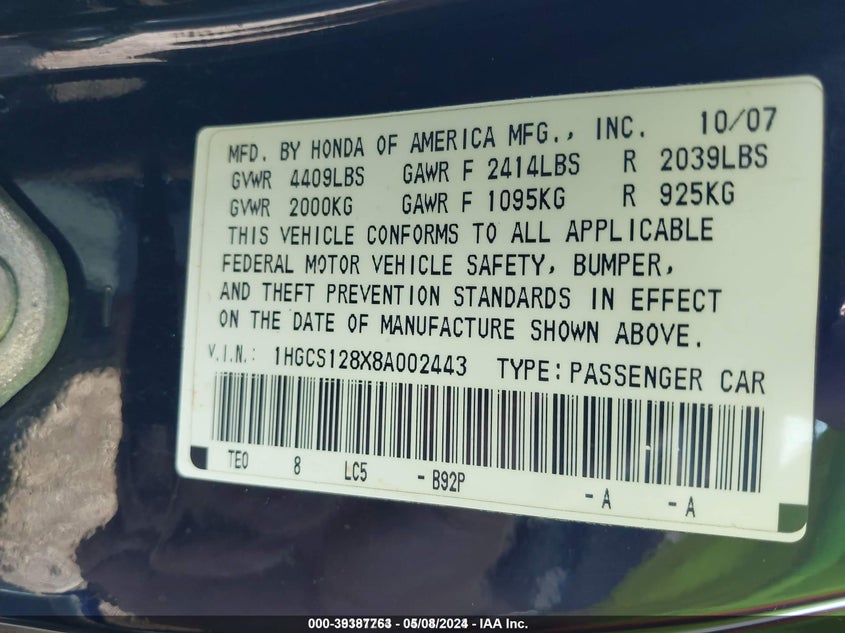 MFD. BY HONDA OF AMERICA MFG., INC. 10/07
GVWR 4409LBS GAWR F 2414LBS R 2039LBS
GVWR 2000KG GAWR F 1095KG R 925KG
THIS VEHICLE CONFORMS TO ALL APPLICABLE
FEDERAL MOTOR VEHICLE SAFETY, BUMPER,
AND THEFT PREVENTION STANDARDS IN EFFECT
ON THE DATE OF MANUFACTURE SHOWN ABOVE.
V.I.N.: 1HGCS128X8A002443 TYPE: PASSENGER CAR
TE0 8 LC5 - B92P - A - A
000-39387763 - 05/08/2024 - IAA Inc.